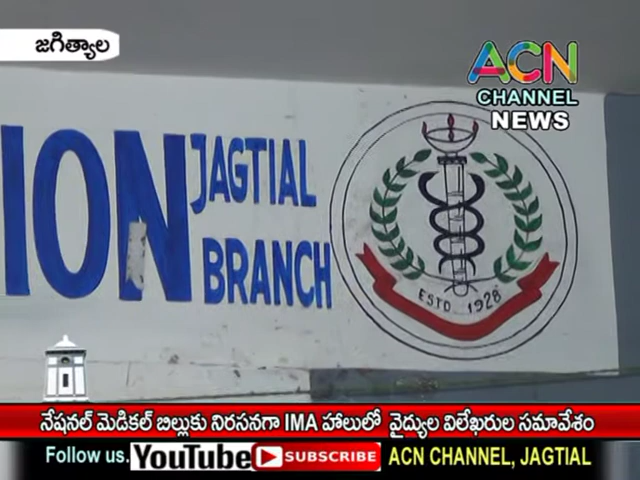 జగిత్యాల
ACN
CHANNEL
NEWS
ION
JAGTIAL
BRANCH
ESTD 1928
నేషనల్ మెడికల్ బిల్లుకు నిరసనగా IMA హాలులో వైద్యుల విలేఖరుల సమావేశం
Follow us. YouTube SUBSCRIBE ACN CHANNEL, JAGTIAL